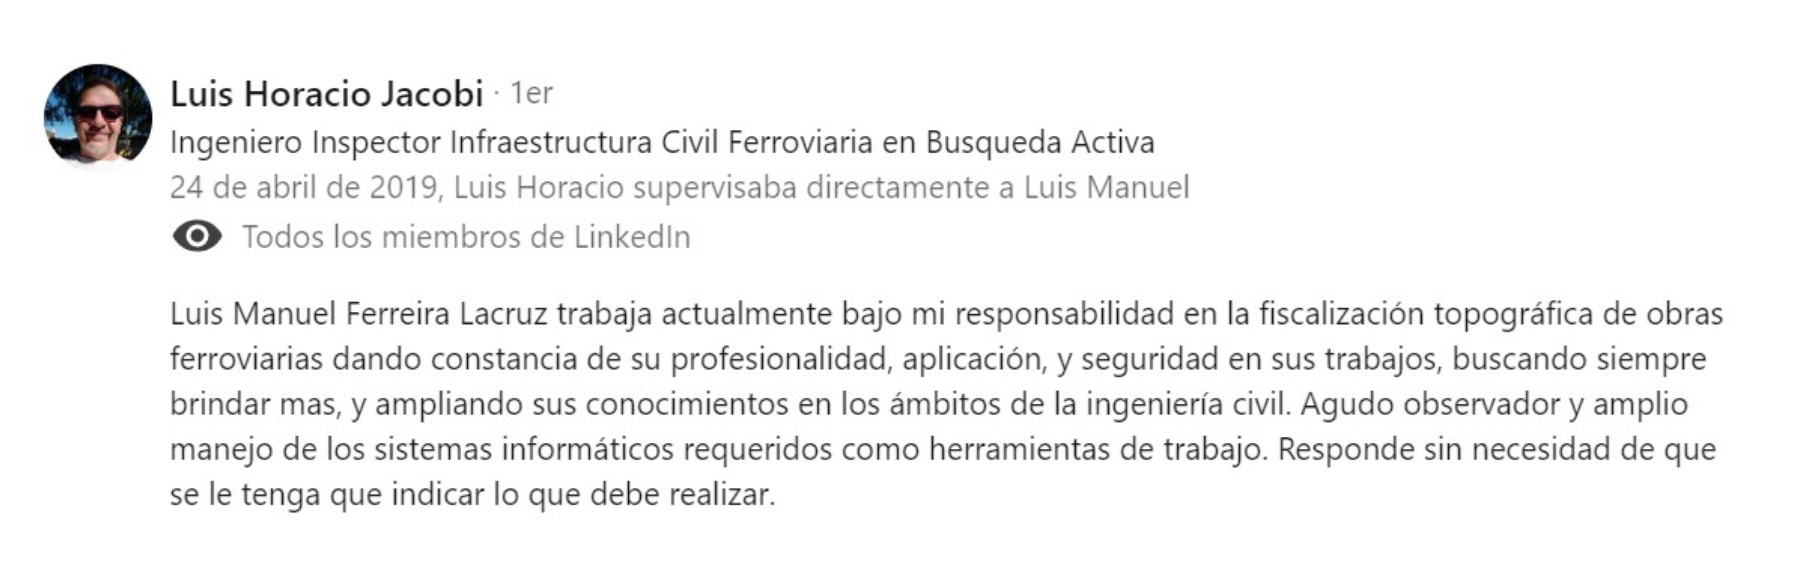 Luis Horacio Jacobi · 1er
Ingeniero Inspector Infraestructura Civil Ferroviaria en Busqueda Activa
24 de abril de 2019, Luis Horacio supervisaba directamente a Luis Manuel
Todos los miembros de LinkedIn
Luis Manuel Ferreira Lacruz trabaja actualmente bajo mi responsabilidad en la fiscalización topográfica de obras
ferroviarias dando constancia de su profesionalidad, aplicación, y seguridad en sus trabajos, buscando siempre
brindar mas, y ampliando sus conocimientos en los ámbitos de la ingeniería civil. Agudo observador y amplio
manejo de los sistemas informáticos requeridos como herramientas de trabajo. Responde sin necesidad de que
se le tenga que indicar lo que debe realizar.